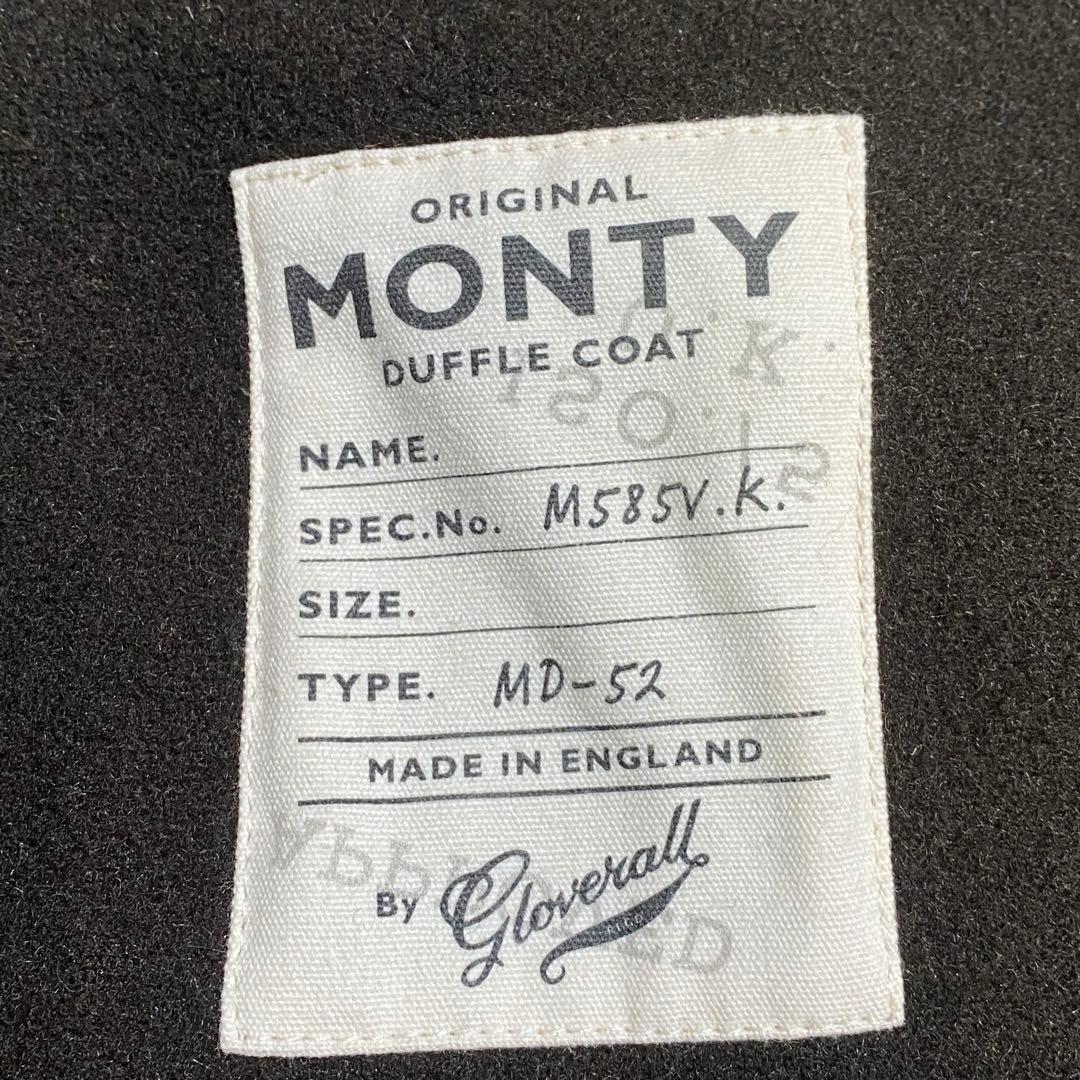 ORIGINAL
MONTY
DUFFLE COAT
NAME.
SPEC.No. M585V.K.
SIZE.
TYPE. MD-52
MADE IN ENGLAND
By Gloverall